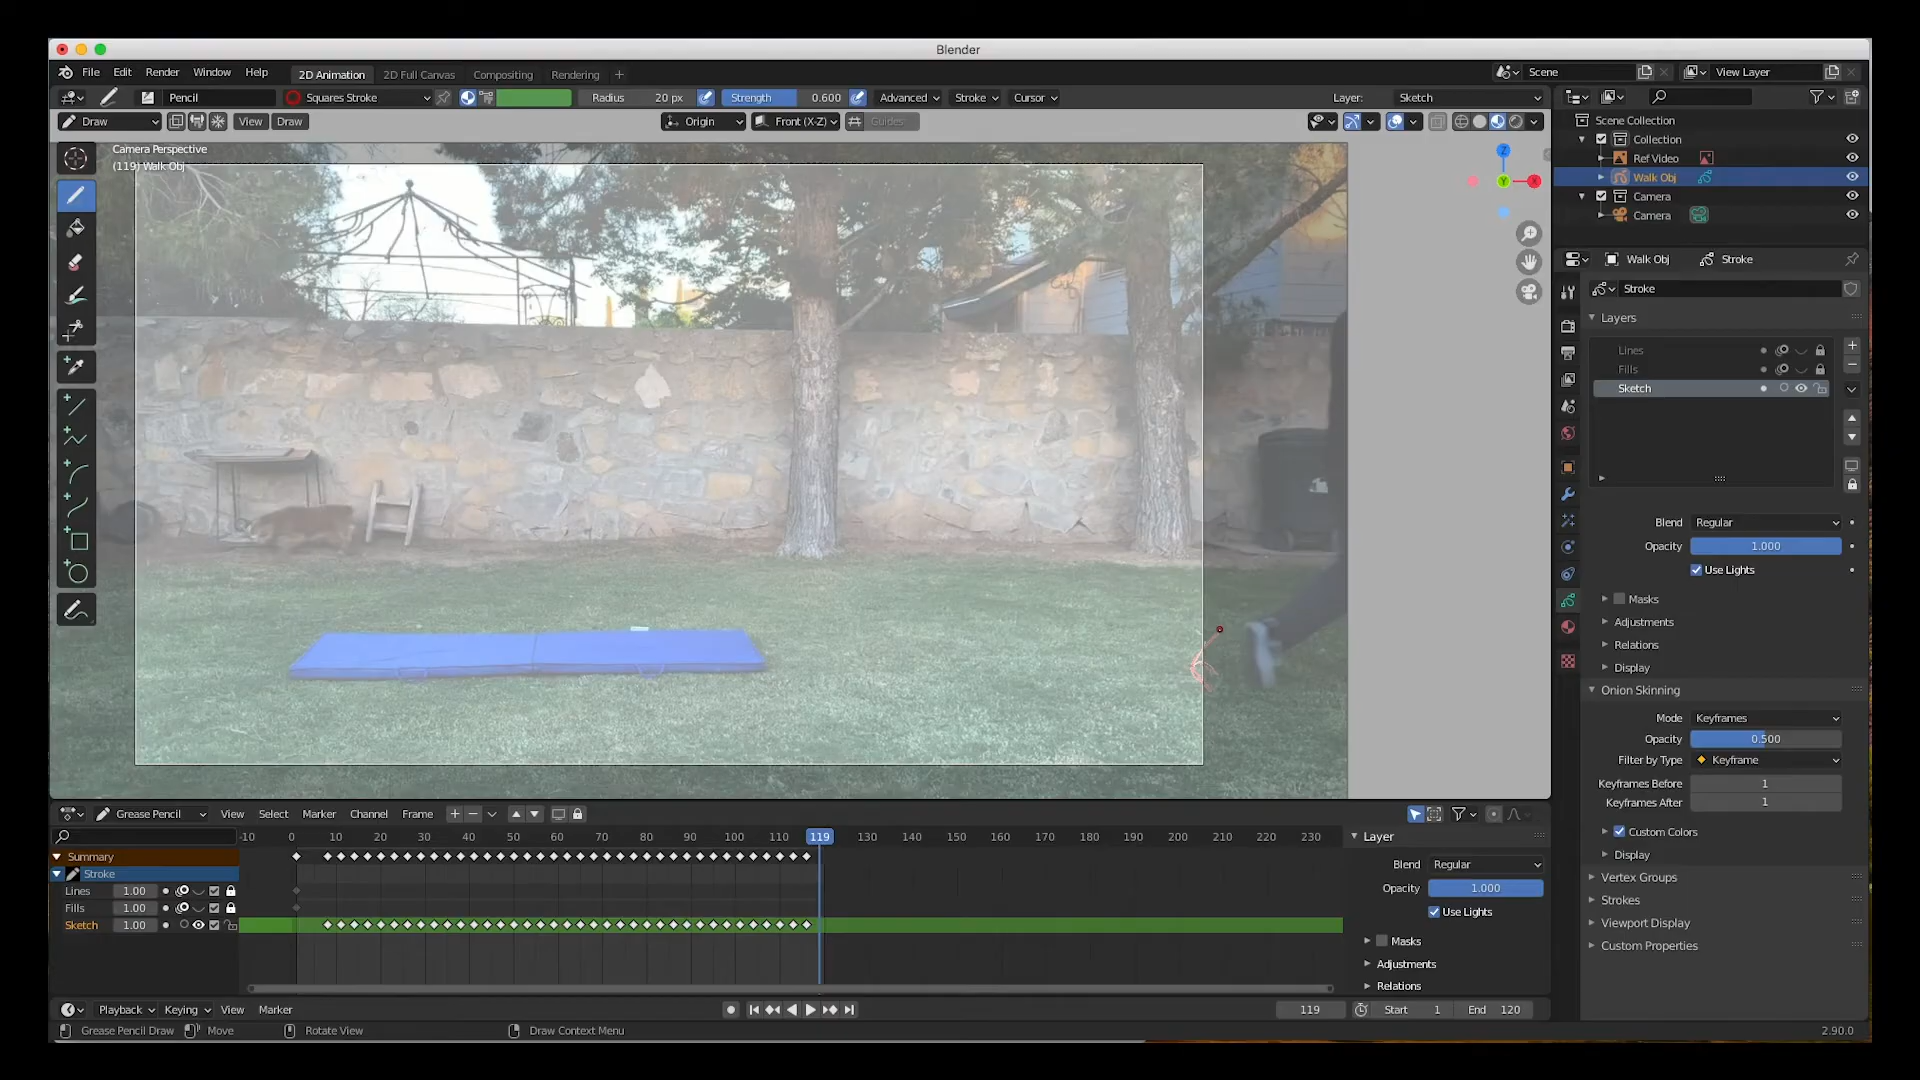 Blender
File Edit Render Window Help 2D Animation 2D Full Canvas Compositing Rendering + Scene View Layer
Pencil Squares Stroke Radius 20 px Strength 0.600 Advanced Stroke Cursor Layer: Sketch
Draw View Draw Origin Front (X-Z) Guides
Camera Perspective
(119) Walk Obj
Z
Y
X
Scene Collection
Collection
Ref Video
Walk Obj
Camera
Camera
Walk Obj Stroke
Stroke
Layers
Lines
Fills
Sketch
Blend Regular
Opacity 1.000
Use Lights
Masks
Adjustments
Relations
Display
Onion Skinning
Mode Keyframes
Opacity 0.500
Filter by Type Keyframe
Keyframes Before 1
Keyframes After 1
Custom Colors
Display
Vertex Groups
Strokes
Viewport Display
Custom Properties
Grease Pencil View Select Marker Channel Frame
-10 0 10 20 30 40 50 60 70 80 90 100 110 119 130 140 150 160 170 180 190 200 210 220 230
Summary
Stroke
Lines 1.00
Fills 1.00
Sketch 1.00
Layer
Blend Regular
Opacity 1.000
Use Lights
Masks
Adjustments
Relations
Playback Keying View Marker 119 Start 1 End 120
Grease Pencil Draw Move Rotate View Draw Context Menu 2.90.0